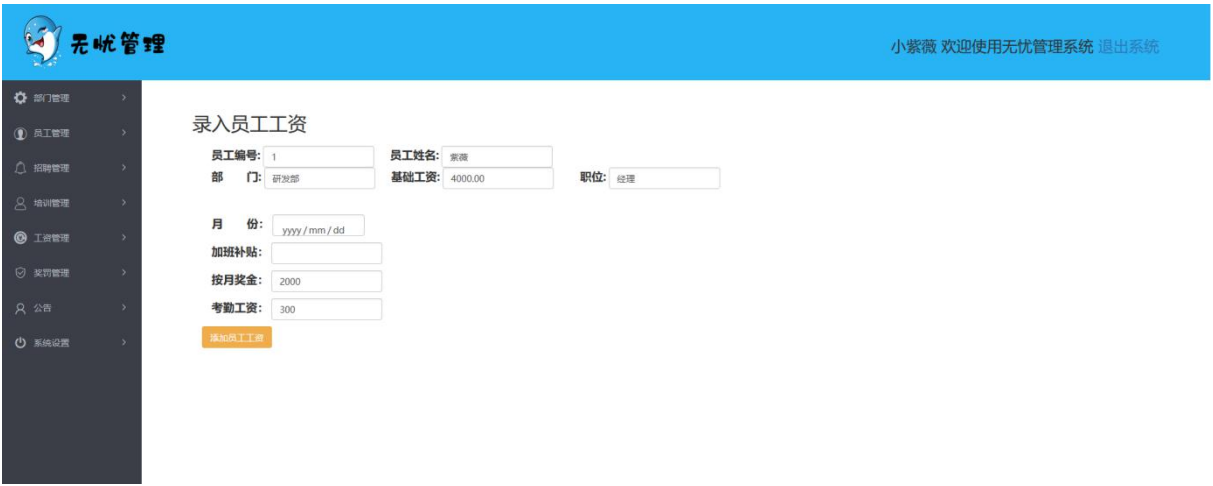 无忧管理
小紫薇 欢迎使用无忧管理系统 退出系统
部门管理
员工管理
招聘管理
培训管理
工资管理
奖罚管理
公告
系统设置
录入员工工资
员工编号: 1 员工姓名: 紫薇
部 门: 研发部 基础工资: 4000.00 职位: 经理
月 份: yyyy / mm / dd
加班补贴:
按月奖金: 2000
考勤工资: 300
添加员工工资